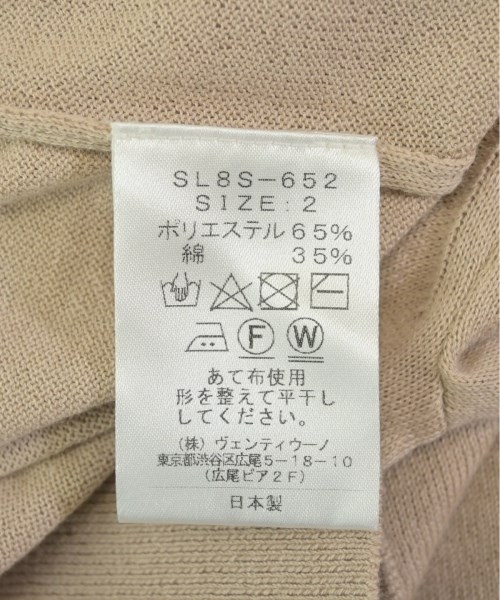 SL8S-652
SIZE:2
ポリエステル65%
綿 35%
F W
あて布使用
形を整えて平干し
してください。
(株)ヴェンティウーノ
東京都渋谷区広尾5-18-10
(広尾ピア2F)
日本製